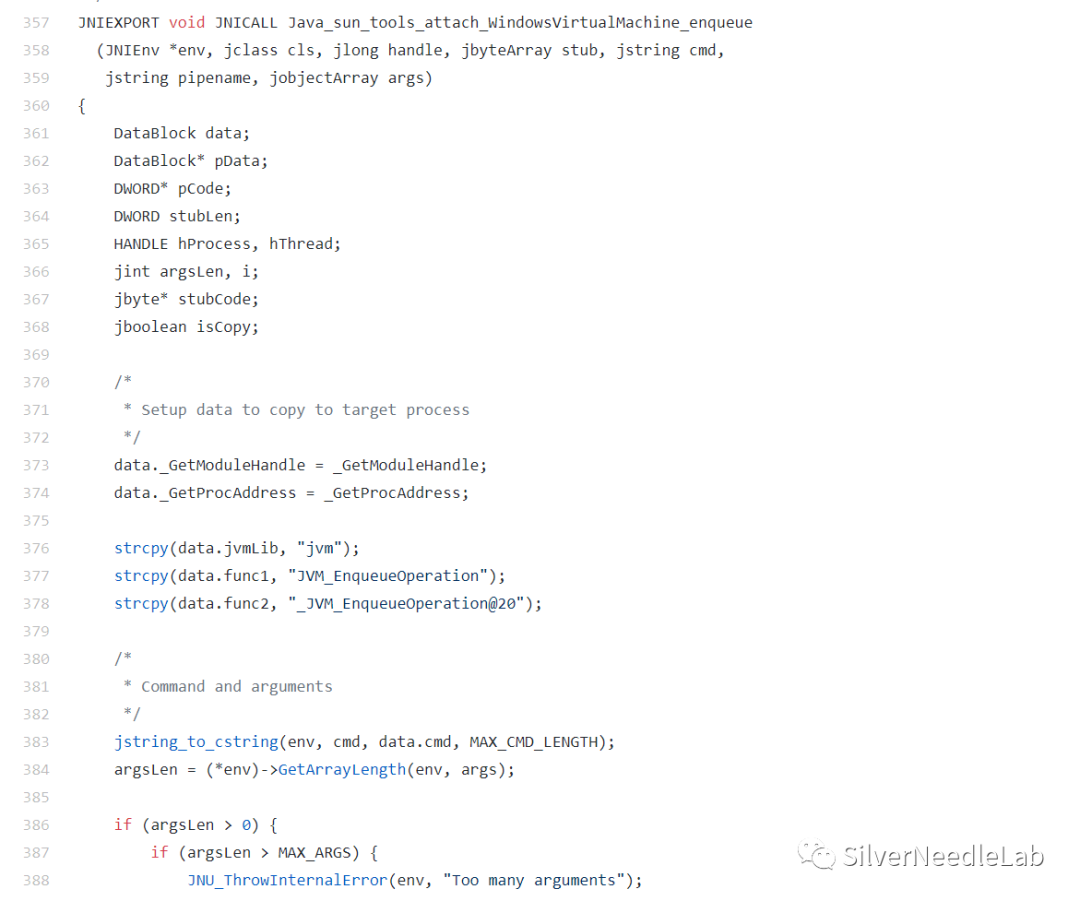 357 JNIEXPORT void JNICALL Java_sun_tools_attach_WindowsVirtualMachine_enqueue
358 (JNIEnv *env, jclass cls, jlong handle, jbyteArray stub, jstring cmd,
359 jstring pipename, jobjectArray args)
360 {
361 DataBlock data;
362 DataBlock* pData;
363 DWORD* pCode;
364 DWORD stubLen;
365 HANDLE hProcess, hThread;
366 jint argsLen, i;
367 jbyte* stubCode;
368 jboolean isCopy;
369
370 /*
371 * Setup data to copy to target process
372 */
373 data._GetModuleHandle = _GetModuleHandle;
374 data._GetProcAddress = _GetProcAddress;
375
376 strcpy(data.jvmLib, "jvm");
377 strcpy(data.func1, "JVM_EnqueueOperation");
378 strcpy(data.func2, "_JVM_EnqueueOperation@20");
379
380 /*
381 * Command and arguments
382 */
383 jstring_to_cstring(env, cmd, data.cmd, MAX_CMD_LENGTH);
384 argsLen = (*env)->GetArrayLength(env, args);
385
386 if (argsLen > 0) {
387 if (argsLen > MAX_ARGS) {
388 JNU_ThrowInternalError(env, "Too many arguments");
SilverNeedleLab